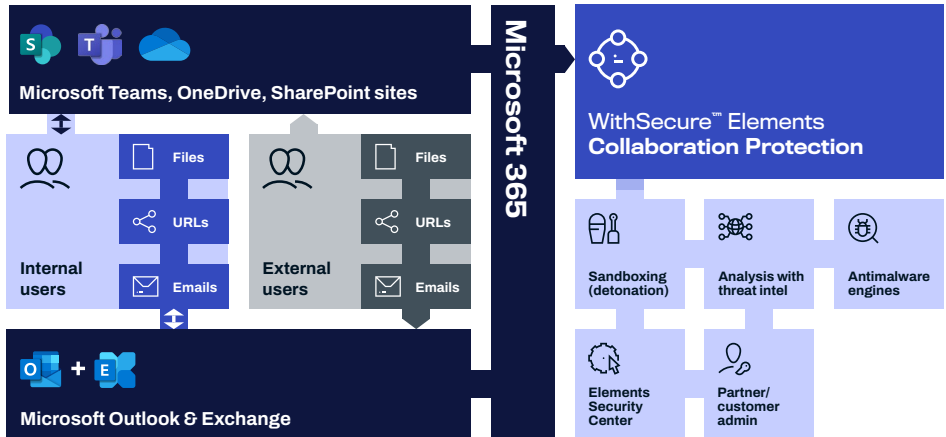 S
T
Microsoft Teams, OneDrive, SharePoint sites
Internal
users
Files
URLs
Emails
External
users
Files
URLs
Emails
O
+
E
Microsoft Outlook & Exchange
Microsoft 365
WithSecure™ Elements
Collaboration Protection
Sandboxing
(detonation)
Analysis with
threat intel
Antimalware
engines
Elements
Security
Center
Partner/
customer
admin